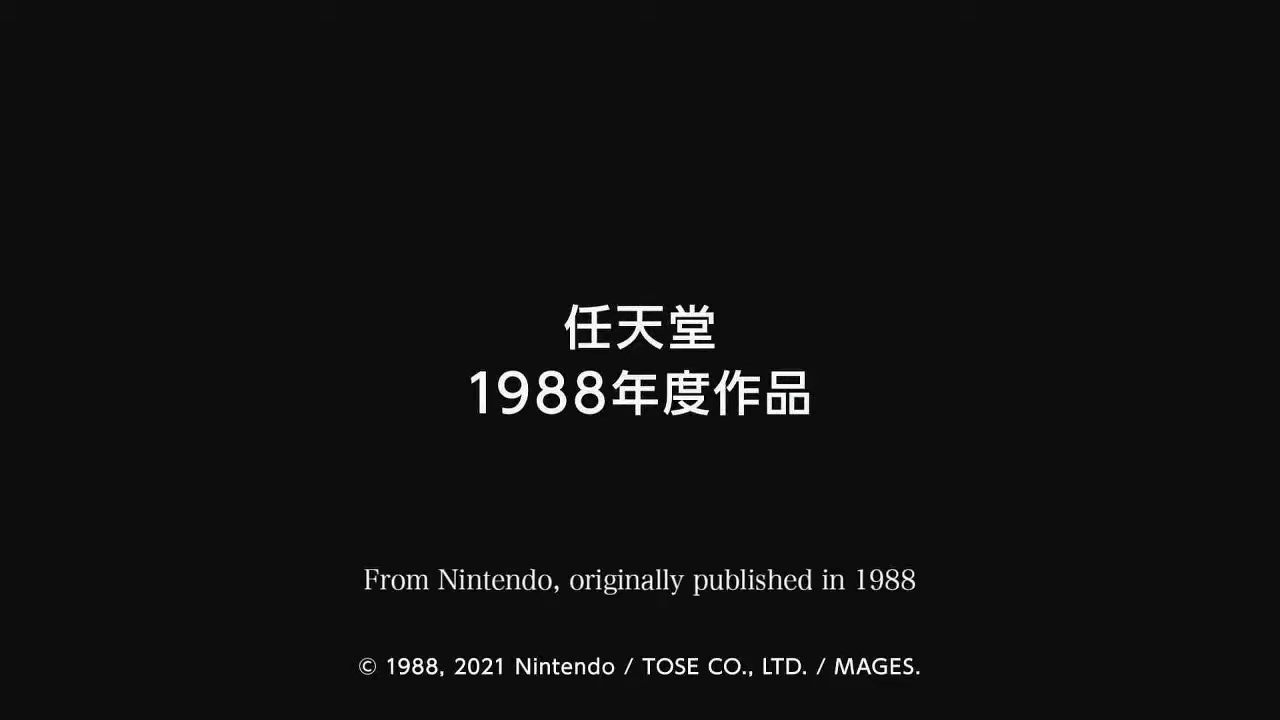 任天堂
1988年度作品
From Nintendo, originally published in 1988
© 1988, 2021 Nintendo / TOSE CO., LTD. / MAGES.